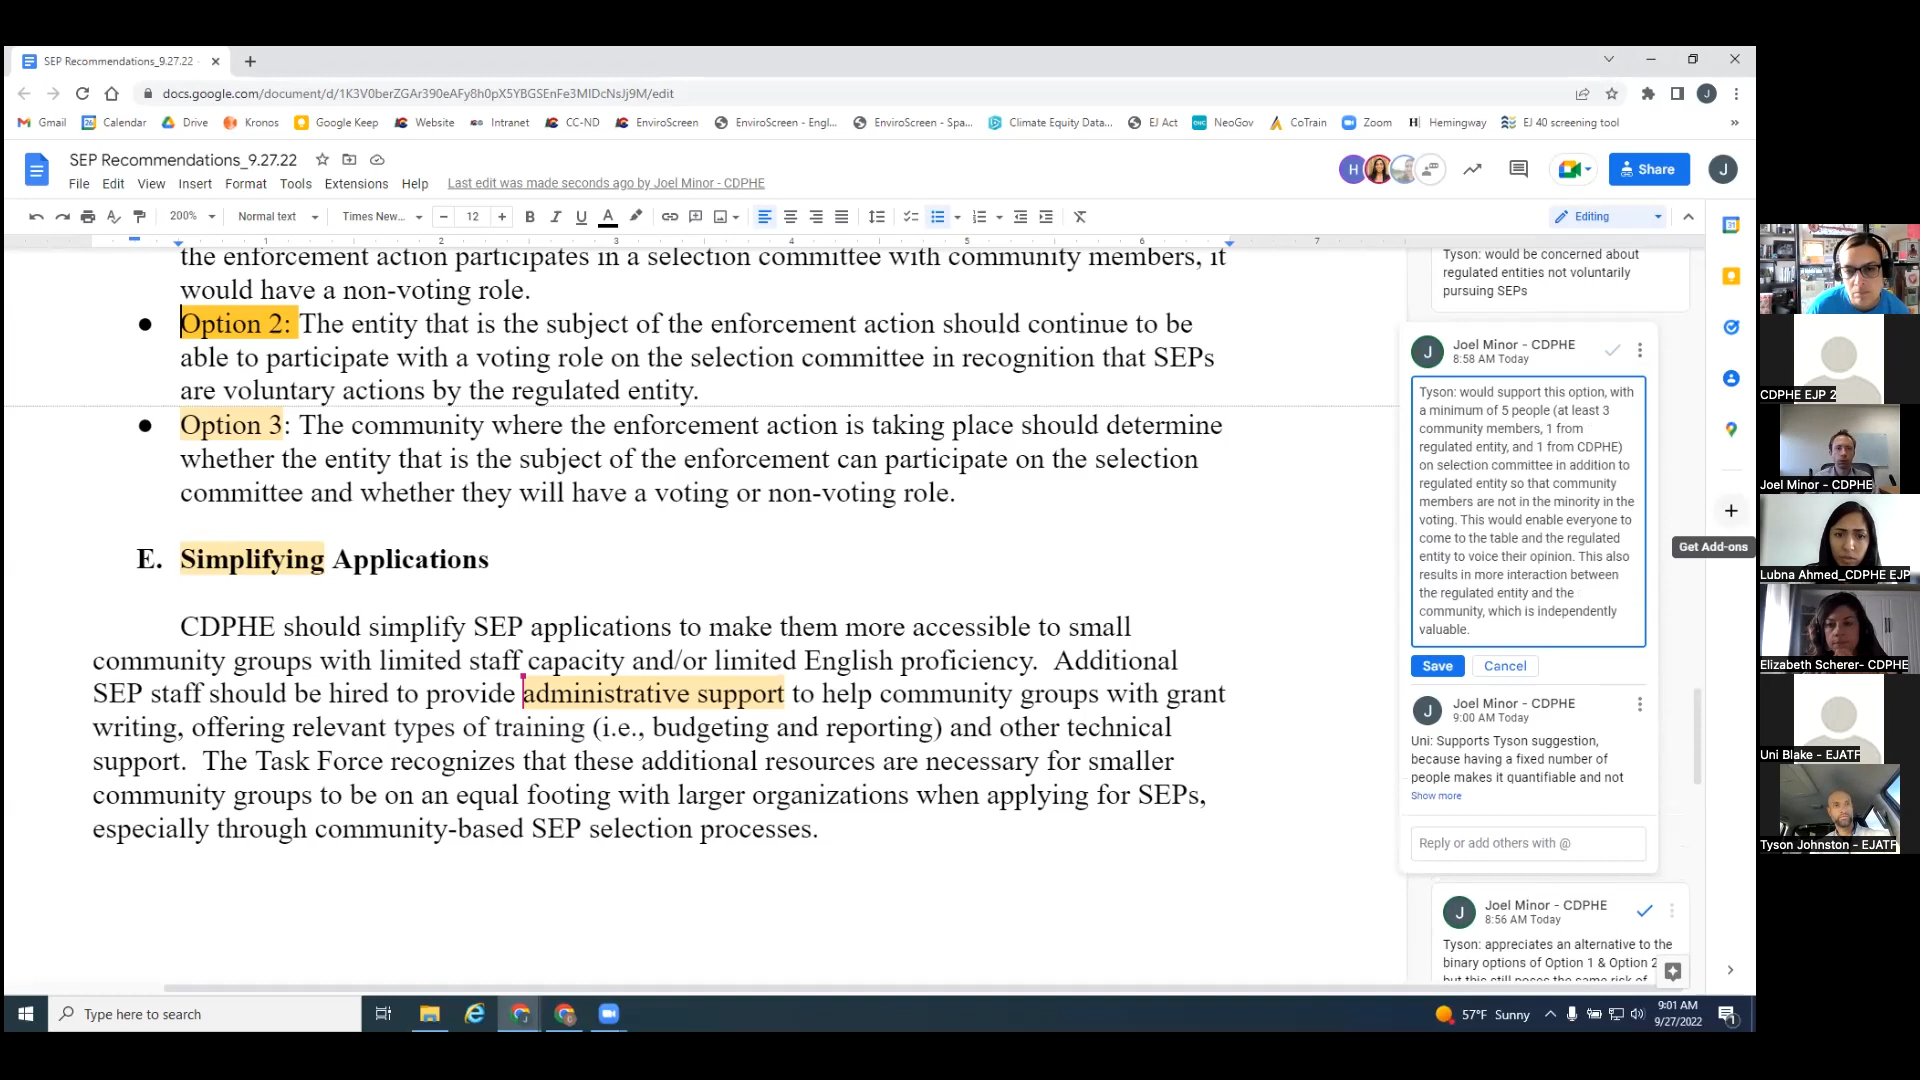 SEP Recommendations_9.27.22
docs.google.com/document/d/1K3V0berZGAr390eAFy8h0pX5YBGSEnFe3MIDcNsJj9M/edit
J
Gmail
Calendar
Drive
Kronos
Google Keep
Website
Intranet
CC-ND
EnviroScreen
EnviroScreen - Engl...
EnviroScreen - Spa...
Climate Equity Data...
EJ Act
NeoGov
CoTrain
Zoom
Hemingway
EJ 40 screening tool
SEP Recommendations_9.27.22
H
Share
J
File Edit View Insert Format Tools Extensions Help
Last edit was made seconds ago by Joel Minor - CDPHE
200%
Normal text
Times New...
12
B I U A
Editing
1 2 3 4 5 6 7
the enforcement action participates in a selection committee with community members, it
would have a non-voting role.
● Option 2: The entity that is the subject of the enforcement action should continue to be
able to participate with a voting role on the selection committee in recognition that SEPs
are voluntary actions by the regulated entity.
● Option 3: The community where the enforcement action is taking place should determine
whether the entity that is the subject of the enforcement can participate on the selection
committee and whether they will have a voting or non-voting role.
E. Simplifying Applications
CDPHE should simplify SEP applications to make them more accessible to small
community groups with limited staff capacity and/or limited English proficiency. Additional
SEP staff should be hired to provide administrative support to help community groups with grant
writing, offering relevant types of training (i.e., budgeting and reporting) and other technical
support. The Task Force recognizes that these additional resources are necessary for smaller
community groups to be on an equal footing with larger organizations when applying for SEPs,
especially through community-based SEP selection processes.
Tyson: would be concerned about
regulated entities not voluntarily
pursuing SEPs
J
Joel Minor - CDPHE
8:58 AM Today
Tyson: would support this option, with
a minimum of 5 people (at least 3
community members, 1 from
regulated entity, and 1 from CDPHE)
on selection committee in addition to
regulated entity so that community
members are not in the minority in the
voting. This would enable everyone to
come to the table and the regulated
entity to voice their opinion. This also
results in more interaction between
the regulated entity and the
community, which is independently
valuable.
Save
Cancel
J
Joel Minor - CDPHE
9:00 AM Today
Uni: Supports Tyson suggestion,
because having a fixed number of
people makes it quantifiable and not
Show more
Reply or add others with @
J
Joel Minor - CDPHE
8:56 AM Today
Tyson: appreciates an alternative to the
binary options of Option 1 & Option 2
but this still poses the same risk of
Get Add-ons
CDPHE EJP 2
Joel Minor - CDPHE
Lubna Ahmed_CDPHE EJP
Elizabeth Scherer- CDPHE
Uni Blake - EJATF
Tyson Johnston - EJATF
Type here to search
57°F Sunny
9:01 AM
9/27/2022
1